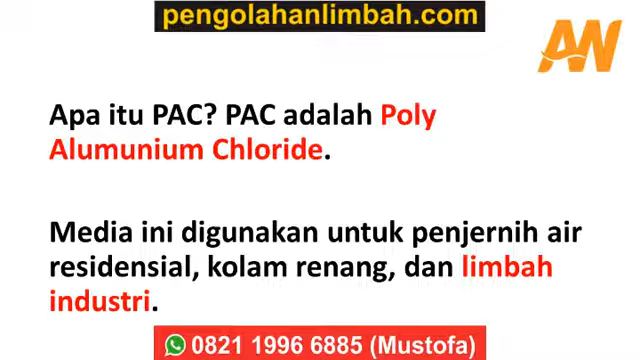 pengolahanlimbah.com
AW
Apa itu PAC? PAC adalah Poly
Alumunium Chloride.
Media ini digunakan untuk penjernih air
residensial, kolam renang, dan limbah
industri.
0821 1996 6885 (Mustofa)